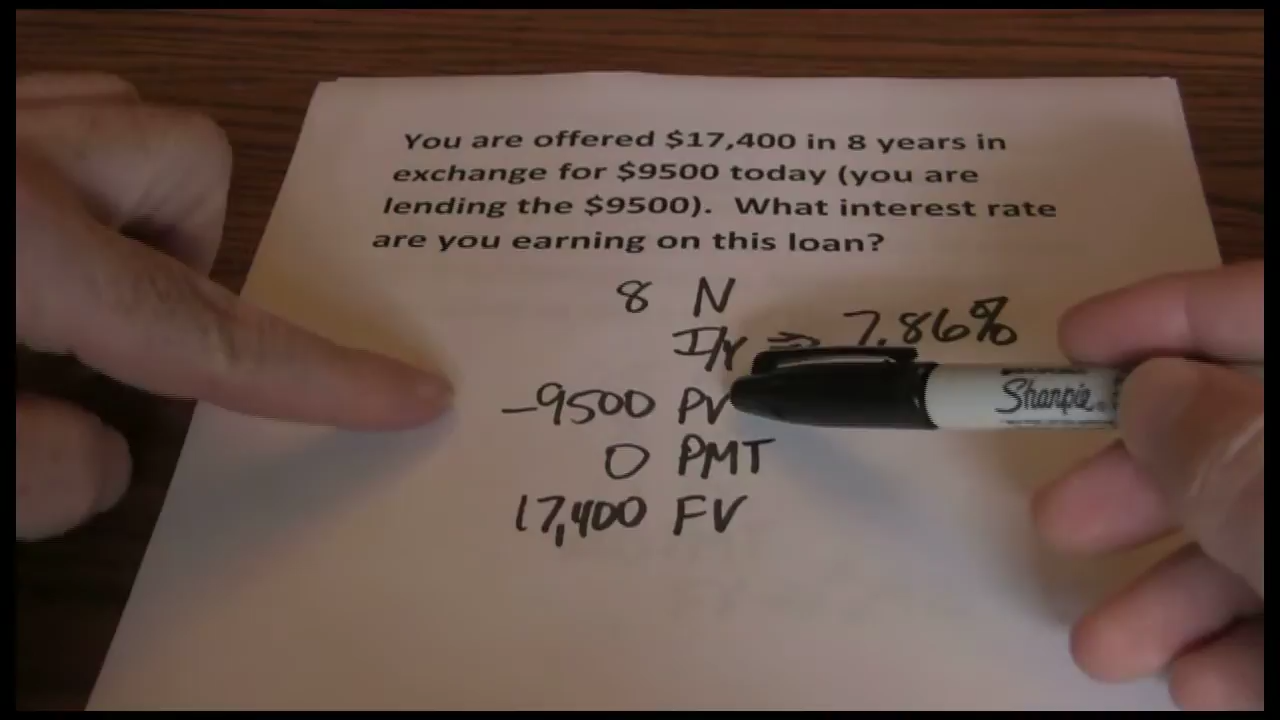 You are offered $17,400 in 8 years in
exchange for $9500 today (you are
lending the $9500). What interest rate
are you earning on this loan?
8 N
I/Y ⇒ 7.86%
-9500 PV
Sharpie
0 PMT
17,400 FV